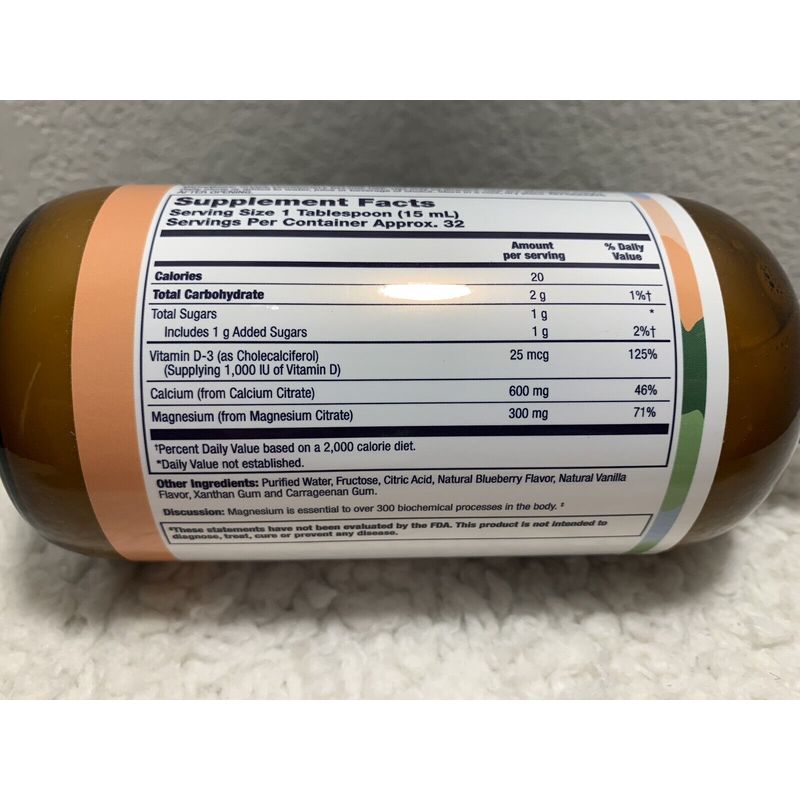 AFTER OPENING.
Supplement Facts
Serving Size 1 Tablespoon (15 mL)
Servings Per Container Approx. 32
Amount per serving % Daily Value
Calories 20
Total Carbohydrate 2 g 1%†
Total Sugars 1 g *
Includes 1 g Added Sugars 1 g 2%†
Vitamin D-3 (as Cholecalciferol) 25 mcg 125%
(Supplying 1,000 IU of Vitamin D)
Calcium (from Calcium Citrate) 600 mg 46%
Magnesium (from Magnesium Citrate) 300 mg 71%
†Percent Daily Value based on a 2,000 calorie diet.
*Daily Value not established.
Other Ingredients: Purified Water, Fructose, Citric Acid, Natural Blueberry Flavor, Natural Vanilla
Flavor, Xanthan Gum and Carrageenan Gum.
Discussion: Magnesium is essential to over 300 biochemical processes in the body. ‡
‡These statements have not been evaluated by the FDA. This product is not intended to
diagnose, treat, cure or prevent any disease.